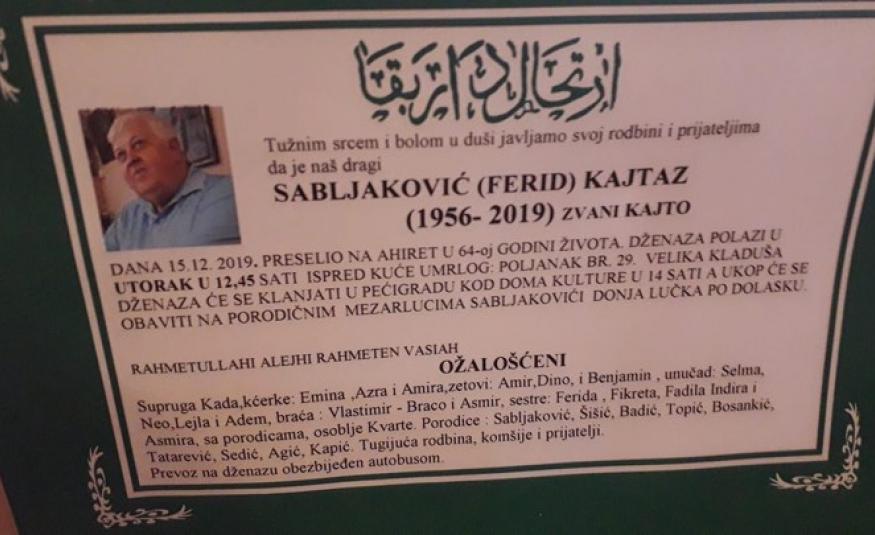 ارتحال دار بقا
Tužnim srcem i bolom u duši javljamo svoj rodbini i prijateljima
da je naš dragi
SABLJAKOVIĆ (FERID) KAJTAZ
(1956- 2019) ZVANI KAJTO
DANA 15.12. 2019. PRESELIO NA AHIRET U 64-oj GODINI ŽIVOTA. DŽENAZA POLAZI U
UTORAK U 12,45 SATI ISPRED KUĆE UMRLOG: POLJANAK BR. 29. VELIKA KLADUŠA
DŽENAZA ĆE SE KLANJATI U PEĆIGRADU KOD DOMA KULTURE U 14 SATI A UKOP ĆE SE
OBAVITI NA PORODIČNIM MEZARLUCIMA SABLJAKOVIĆI DONJA LUČKA PO DOLASKU.
RAHMETULLAHI ALEJHI RAHMETEN VASIAH
OŽALOŠĆENI
Supruga Kada,kćerke: Emina ,Azra i Amira,zetovi: Amir,Dino, i Benjamin , unučad: Selma,
Neo,Lejla i Adem, braća : Vlastimir - Braco i Asmir, sestre: Ferida , Fikreta, Fadila Indira i
Asmira, sa porodicama, osoblje Kvarte. Porodice : Sabljaković, Šišić, Badić, Topić, Bosankić,
Tatarević, Sedić, Agić, Kapić. Tugijuća rodbina, komšije i prijatelji.
Prevoz na dženazu obezbijeđen autobusom.